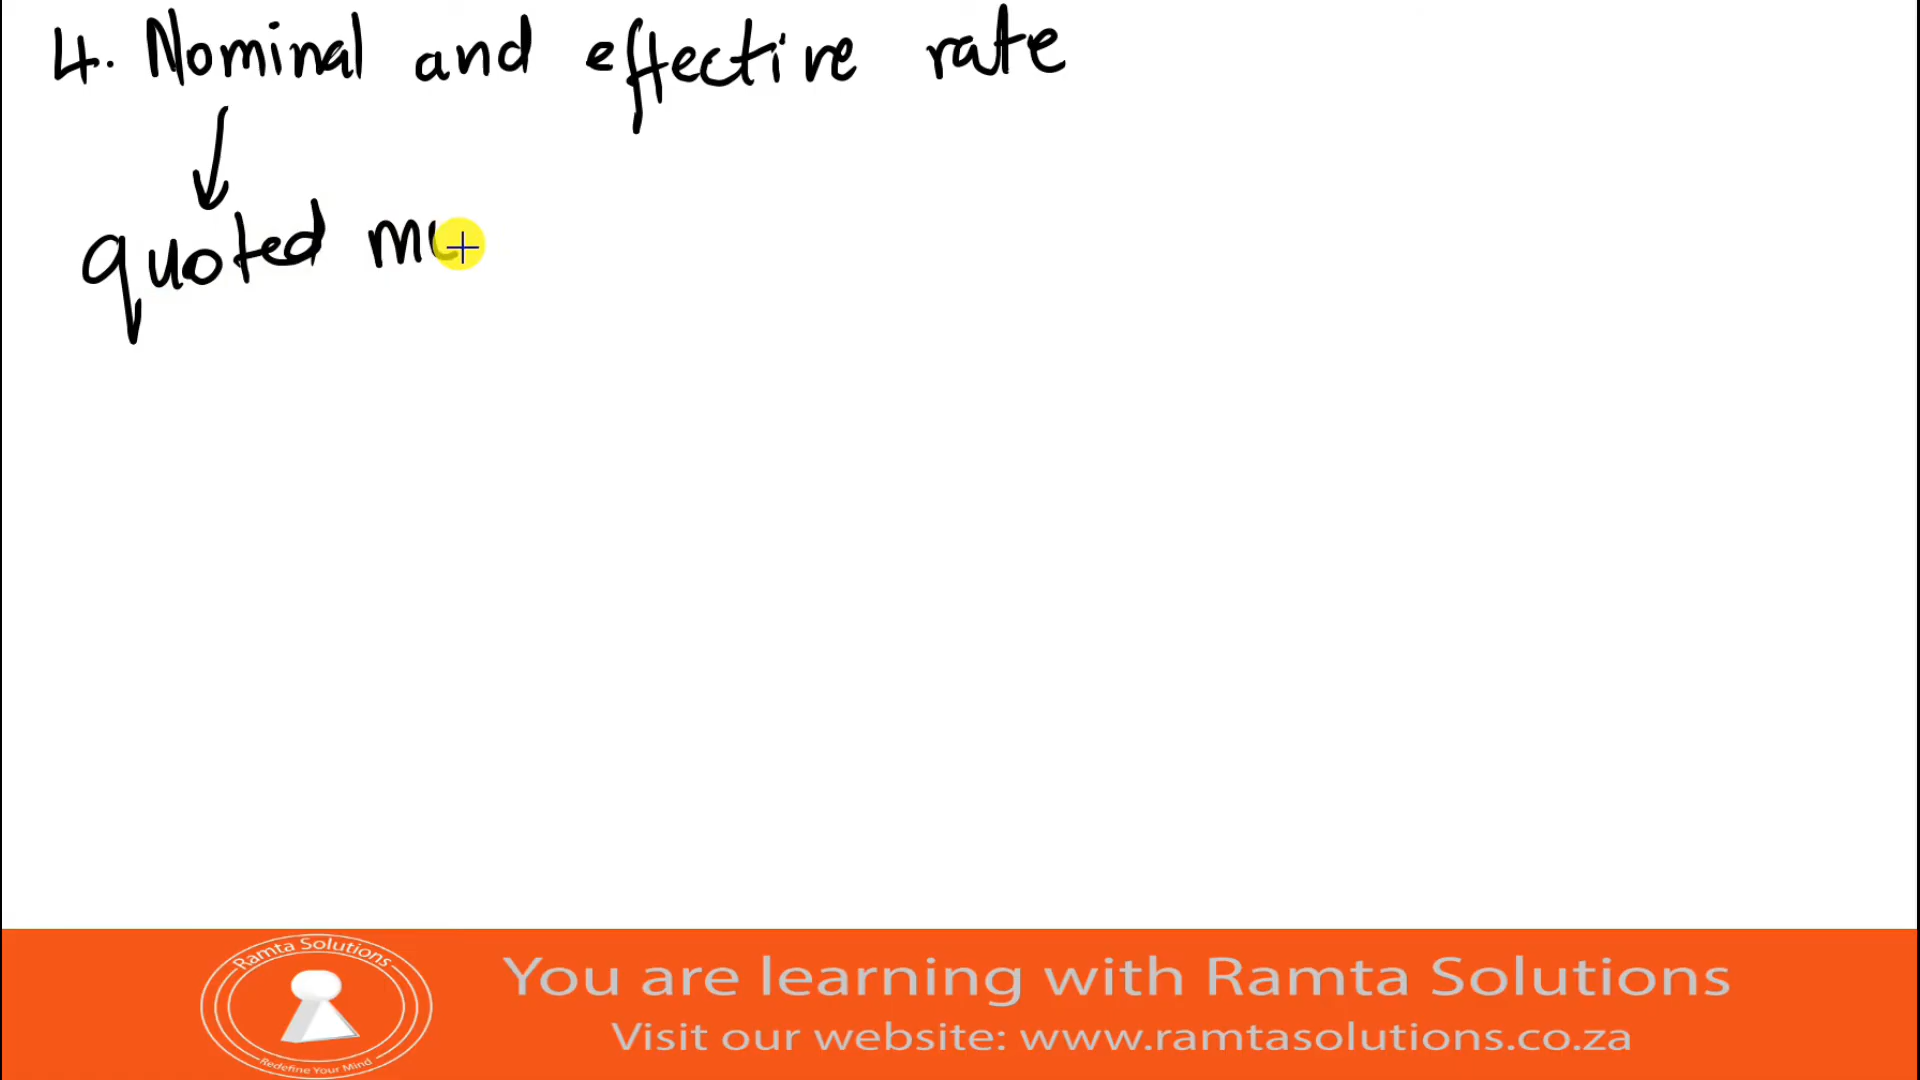 4. Nominal and effective rate
quoted mu
Ramta Solutions
Redefine Your Mind
You are learning with Ramta Solutions
Visit our website: www.ramtasolutions.co.za